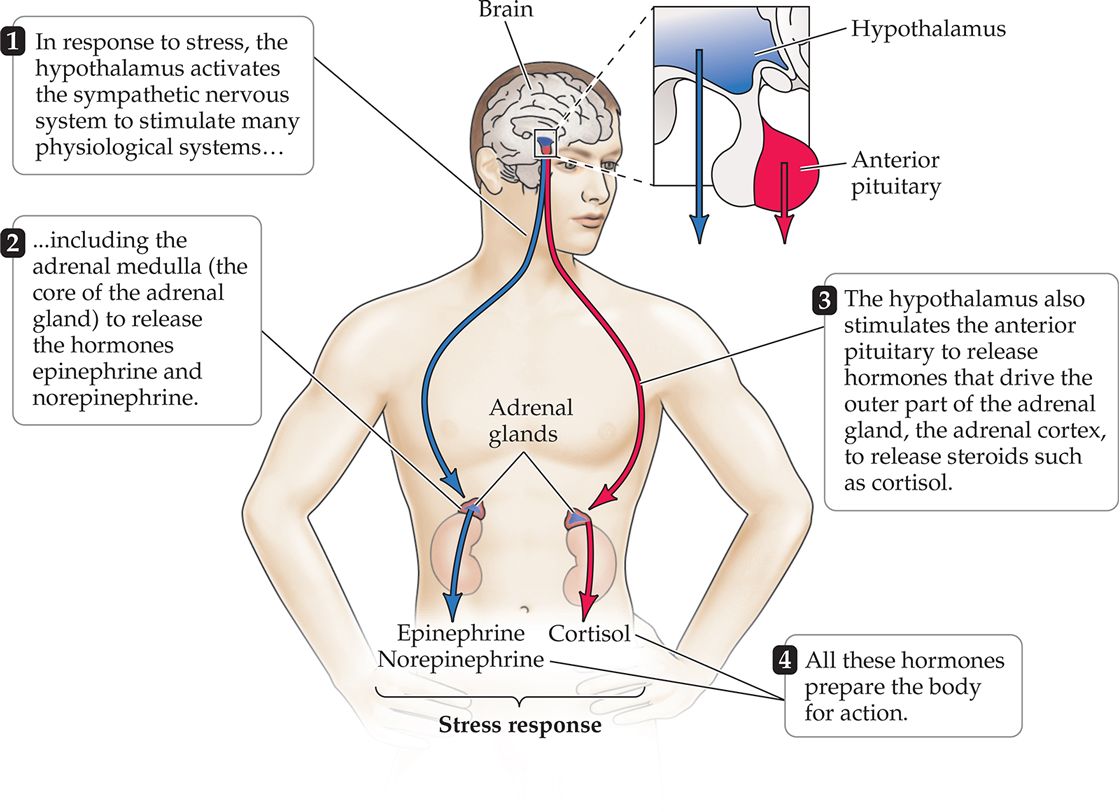 Brain
Hypothalamus
Anterior
pituitary
1 In response to stress, the
hypothalamus activates
the sympathetic nervous
system to stimulate many
physiological systems…
2 ...including the
adrenal medulla (the
core of the adrenal
gland) to release
the hormones
epinephrine and
norepinephrine.
3 The hypothalamus also
stimulates the anterior
pituitary to release
hormones that drive the
outer part of the adrenal
gland, the adrenal cortex,
to release steroids such
as cortisol.
Adrenal
glands
Epinephrine
Norepinephrine
Cortisol
Stress response
4 All these hormones
prepare the body
for action.